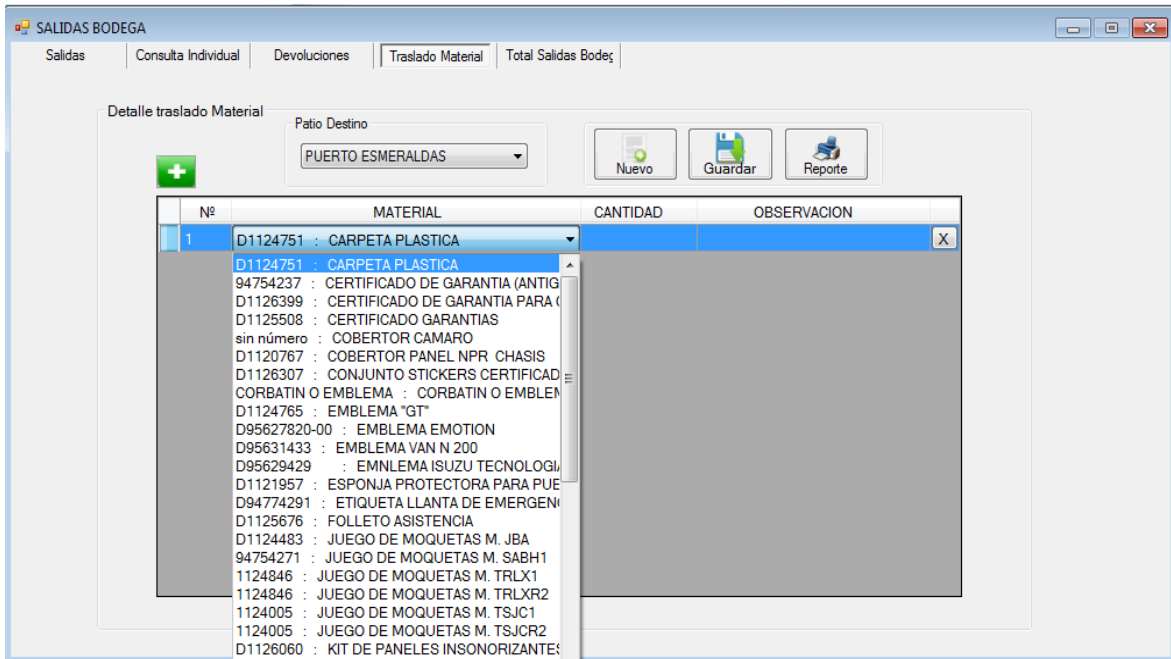 SALIDAS BODEGA
Salidas Consulta Individual Devoluciones Traslado Material Total Salidas Bodeg
Detalle traslado Material
Patio Destino
PUERTO ESMERALDAS
Nuevo Guardar Reporte
Nº MATERIAL CANTIDAD OBSERVACION
1 D1124751 : CARPETA PLASTICA X
D1124751 : CARPETA PLASTICA
94754237 : CERTIFICADO DE GARANTIA (ANTIG
D1126399 : CERTIFICADO DE GARANTIA PARA
D1125508 : CERTIFICADO GARANTIAS
sin número : COBERTOR CAMARO
D1120767 : COBERTOR PANEL NPR CHASIS
D1126307 : CONJUNTO STICKERS CERTIFICAD
CORBATIN O EMBLEMA : CORBATIN O EMBLEM
D1124765 : EMBLEMA "GT"
D95627820-00 : EMBLEMA EMOTION
D95631433 : EMBLEMA VAN N 200
D95629429 : EMNLEMA ISUZU TECNOLOGIA
D1121957 : ESPONJA PROTECTORA PARA PUE
D94774291 : ETIQUETA LLANTA DE EMERGEN
D1125676 : FOLLETO ASISTENCIA
D1124483 : JUEGO DE MOQUETAS M. JBA
94754271 : JUEGO DE MOQUETAS M. SABH1
1124846 : JUEGO DE MOQUETAS M. TRLX1
1124846 : JUEGO DE MOQUETAS M. TRLXR2
1124005 : JUEGO DE MOQUETAS M. TSJC1
1124005 : JUEGO DE MOQUETAS M. TSJCR2
D1126060 : KIT DE PANELES INSONORIZANTES